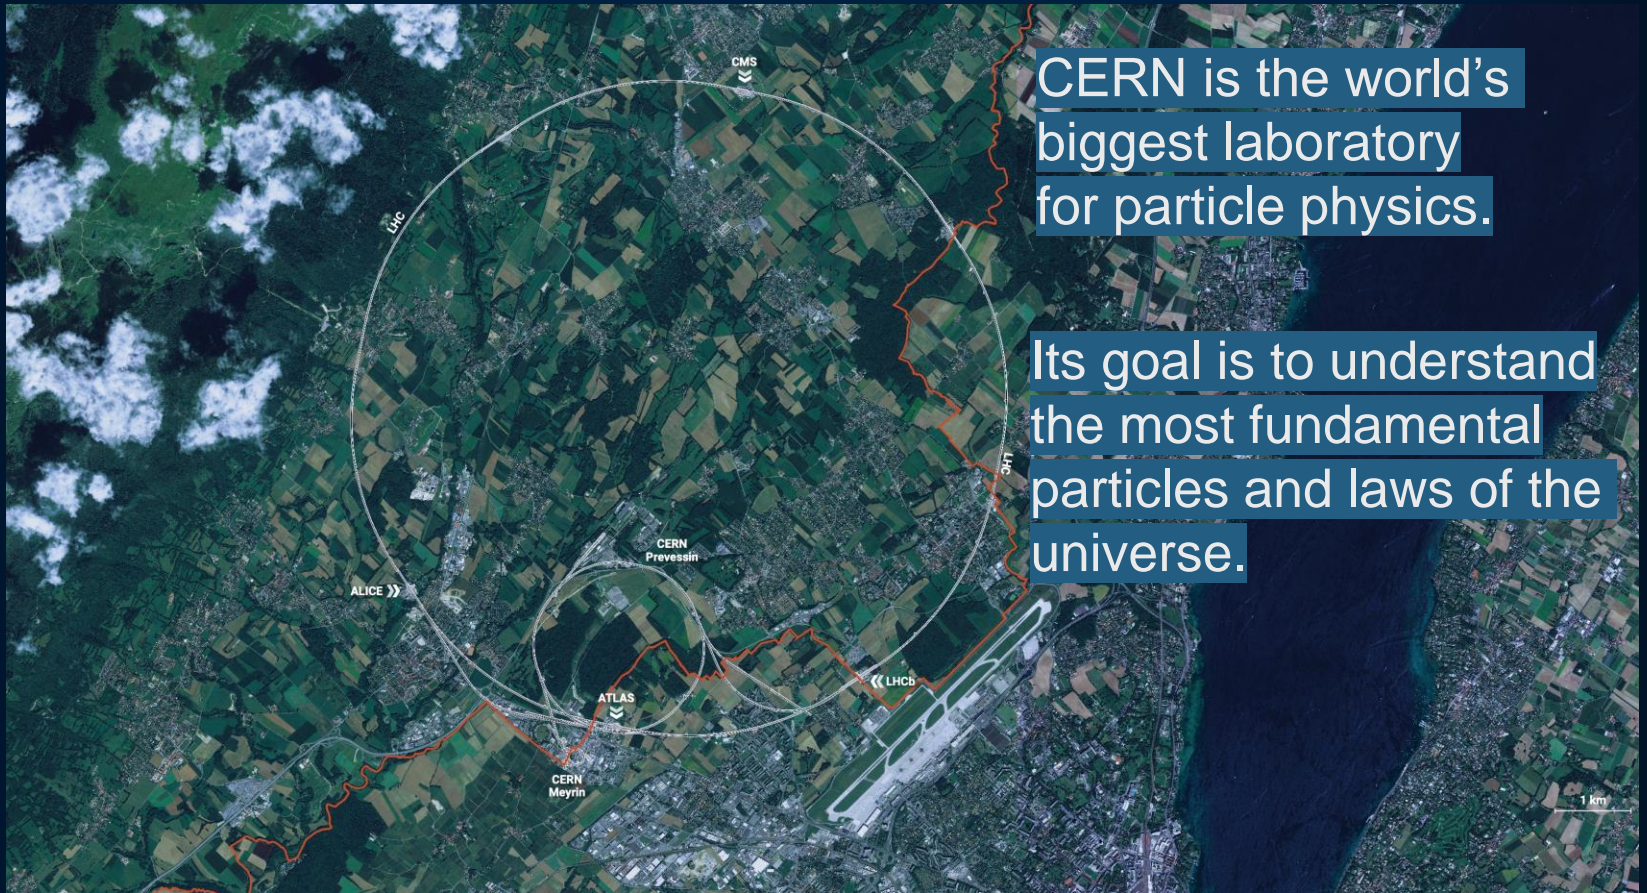 CERN is the world’s
biggest laboratory
for particle physics.
Its goal is to understand
the most fundamental
particles and laws of the
universe.
CMS
LHC
LHC
CERN
Prevessin
ALICE
ATLAS
LHCb
CERN
Meyrin
1 km